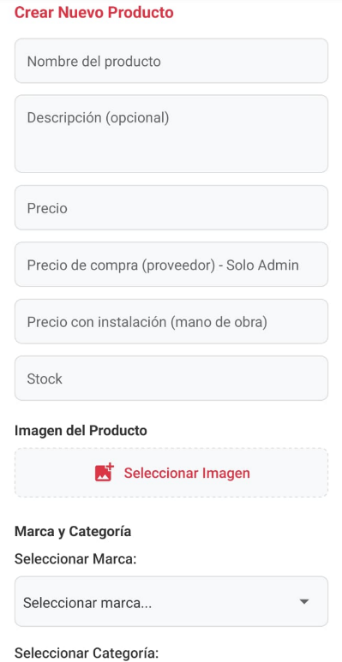 Crear Nuevo Producto
Nombre del producto
Descripción (opcional)
Precio
Precio de compra (proveedor) - Solo Admin
Precio con instalación (mano de obra)
Stock
Imagen del Producto
Seleccionar Imagen
Marca y Categoría
Seleccionar Marca:
Seleccionar marca...
Seleccionar Categoría: